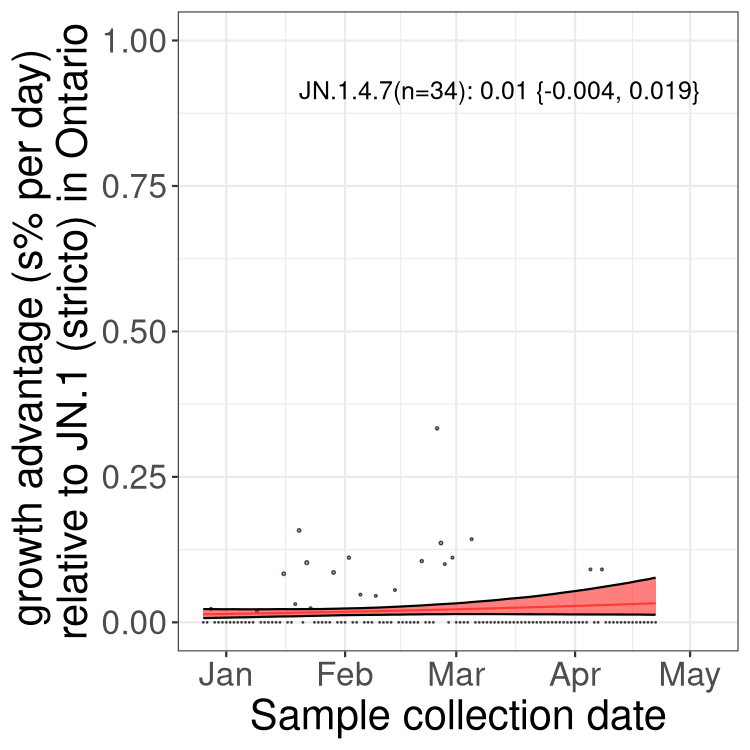 growth advantage (s% per day)
relative to JN.1 (stricto) in Ontario
1.00
0.75
0.50
0.25
0.00
JN.1.4.7(n=34): 0.01 {-0.004, 0.019}
Jan Feb Mar Apr May
Sample collection date